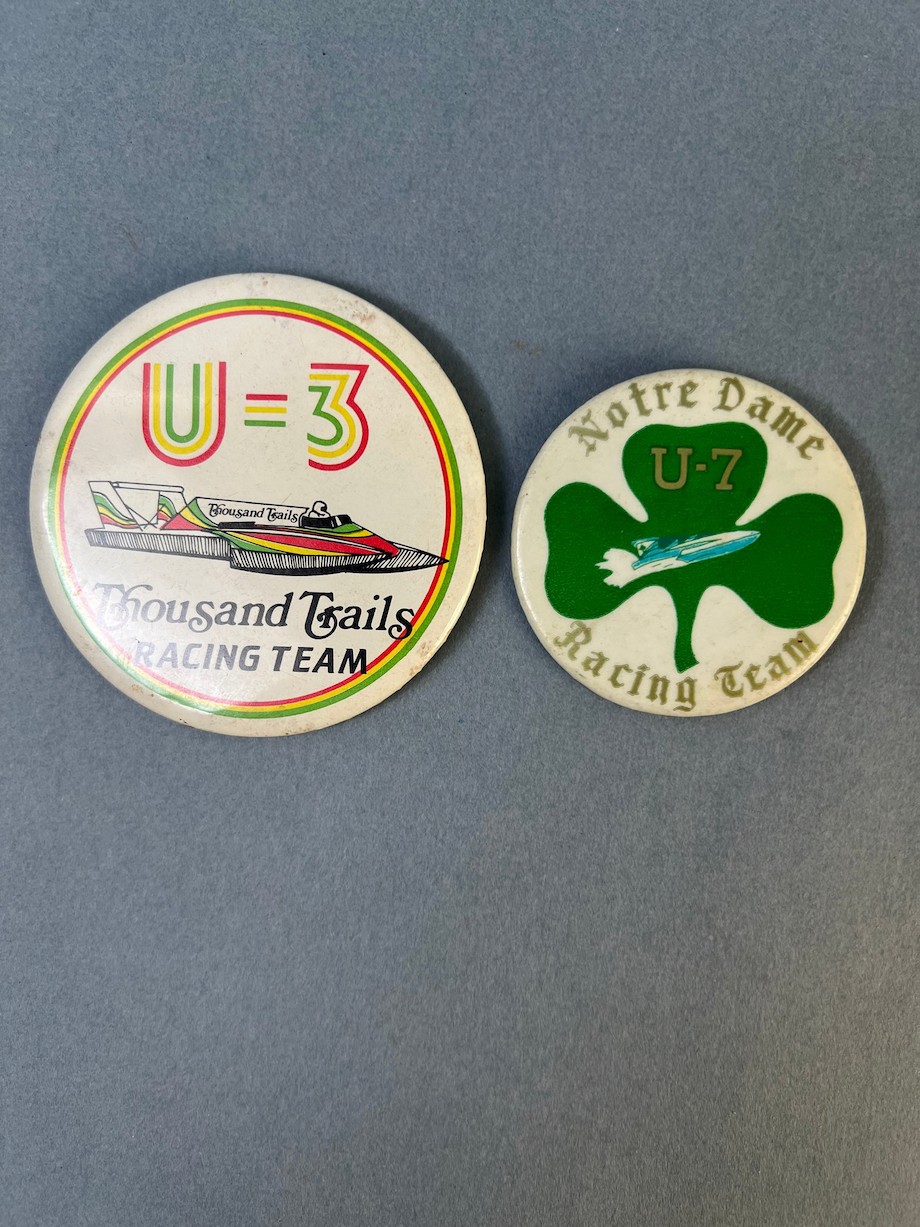 U=3
Thousand Trails
Thousand Trails
RACING TEAM
Notre Dame
U-7
Racing Team